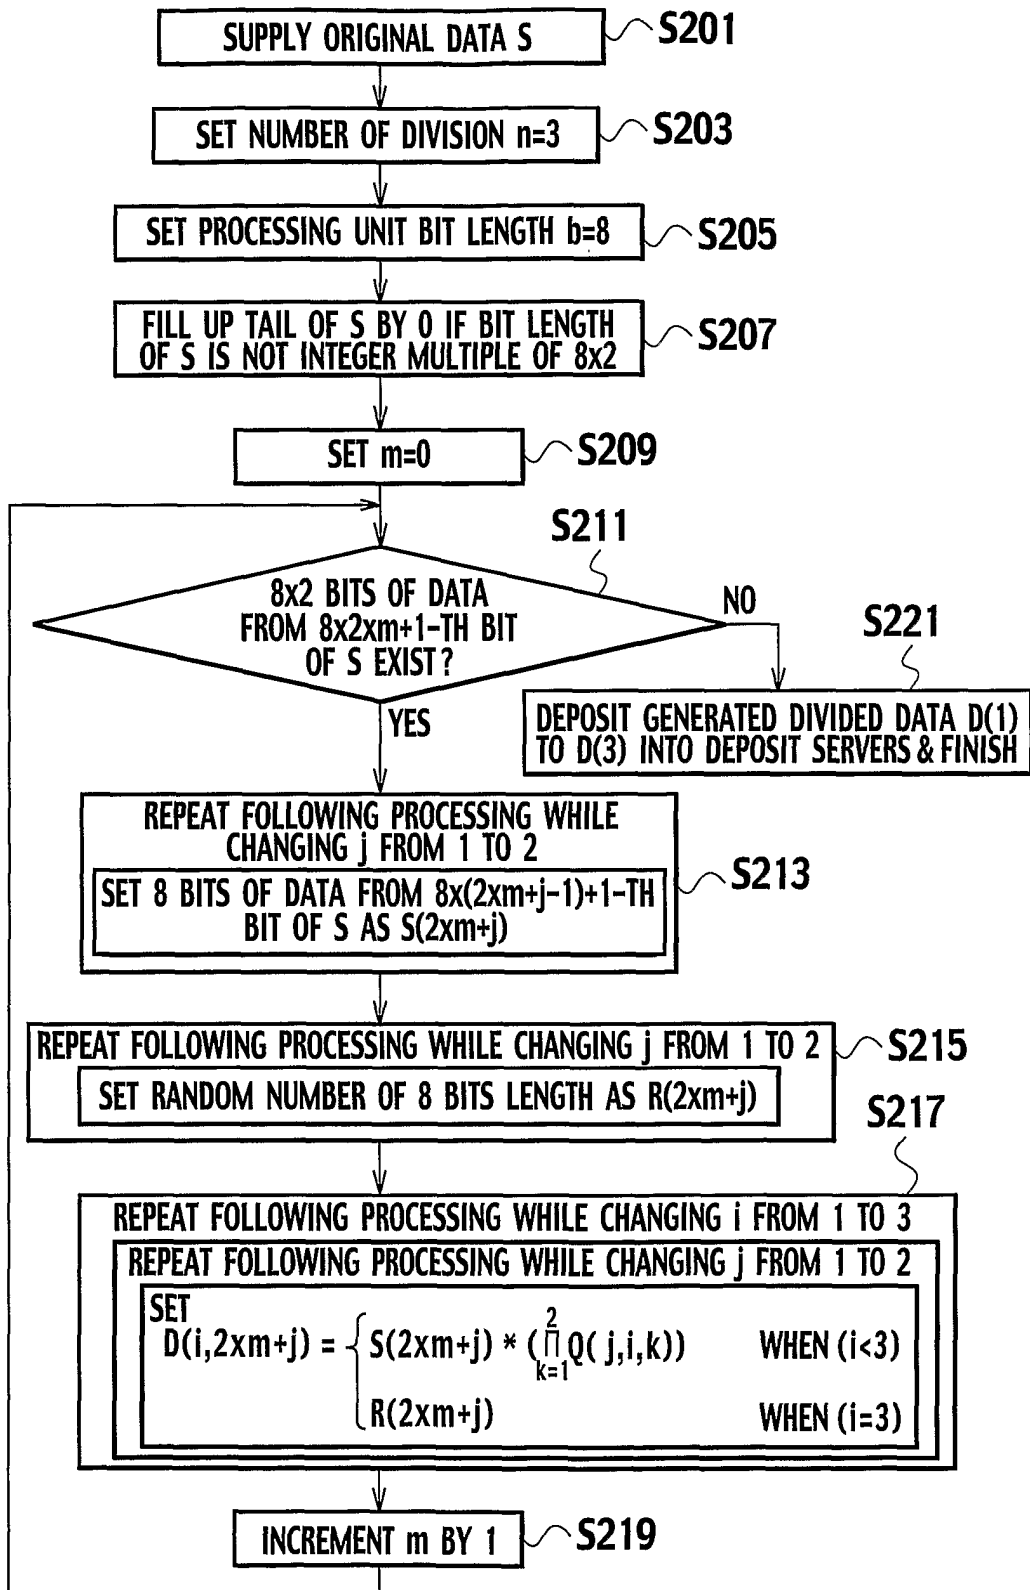 SUPPLY ORIGINAL DATA S
S201
SET NUMBER OF DIVISION n=3
S203
SET PROCESSING UNIT BIT LENGTH b=8
S205
FILL UP TAIL OF S BY 0 IF BIT LENGTH
OF S IS NOT INTEGER MULTIPLE OF 8x2
S207
SET m=0
S209
S211
8x2 BITS OF DATA
FROM 8x2xm+1-TH BIT
OF S EXIST?
NO
YES
S221
DEPOSIT GENERATED DIVIDED DATA D(1)
TO D(3) INTO DEPOSIT SERVERS & FINISH
REPEAT FOLLOWING PROCESSING WHILE
CHANGING j FROM 1 TO 2
S213
SET 8 BITS OF DATA FROM 8x(2xm+j-1)+1-TH
BIT OF S AS S(2xm+j)
REPEAT FOLLOWING PROCESSING WHILE CHANGING j FROM 1 TO 2
S215
SET RANDOM NUMBER OF 8 BITS LENGTH AS R(2xm+j)
S217
REPEAT FOLLOWING PROCESSING WHILE CHANGING i FROM 1 TO 3
REPEAT FOLLOWING PROCESSING WHILE CHANGING j FROM 1 TO 2
SET
D(i,2xm+j) = { S(2xm+j) * (∏_{k=1}^{2} Q(j,i,k)) WHEN (i<3)
R(2xm+j) WHEN (i=3)
INCREMENT m BY 1
S219